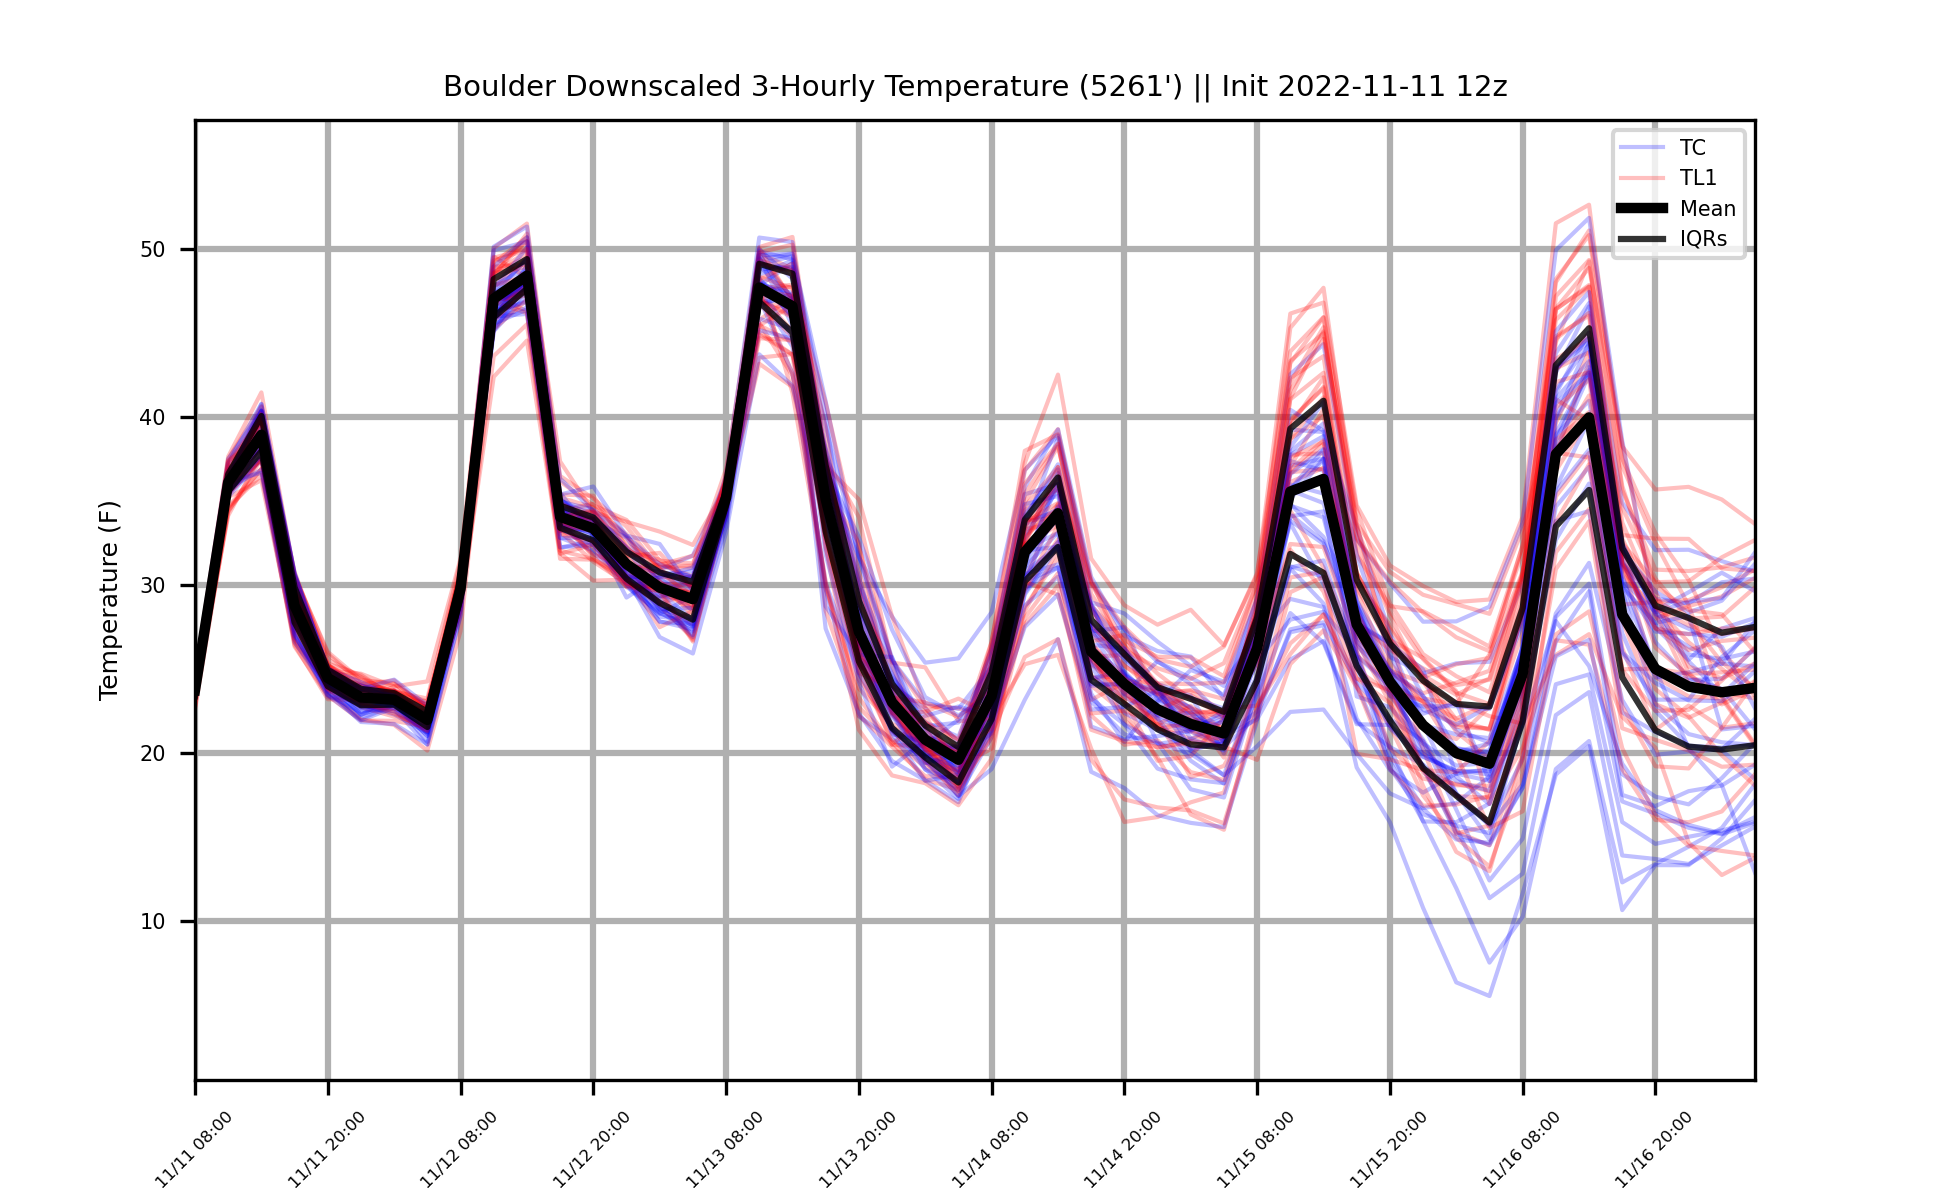 Boulder Downscaled 3-Hourly Temperature (5261') || Init 2022-11-11 12z
TC
TL1
Mean
IQRs
Temperature (F)
50
40
30
20
10
11/11 08:00
11/11 20:00
11/12 08:00
11/12 20:00
11/13 08:00
11/13 20:00
11/14 08:00
11/14 20:00
11/15 08:00
11/15 20:00
11/16 08:00
11/16 20:00